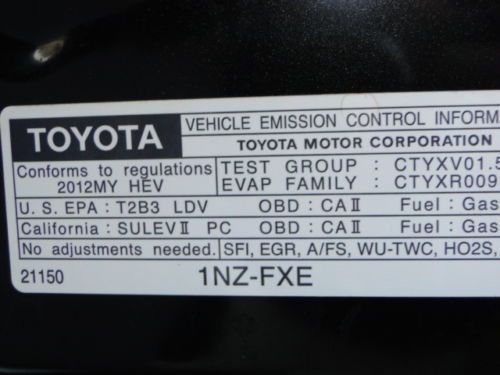 TOYOTA VEHICLE EMISSION CONTROL
TOYOTA MOTOR CORPORATION
Conforms to regulations TEST GROUP : CTYXV01.5
2012MY HEV EVAP FAMILY : CTYXR009
U.S. EPA : T2B3 LDV OBD : CAⅡ Fuel : Gas
California : SULEVⅡ PC OBD : CAⅡ Fuel : Gas
No adjustments needed. SFI, EGR, A/FS, WU-TWC, HO2S,
21150 1NZ-FXE